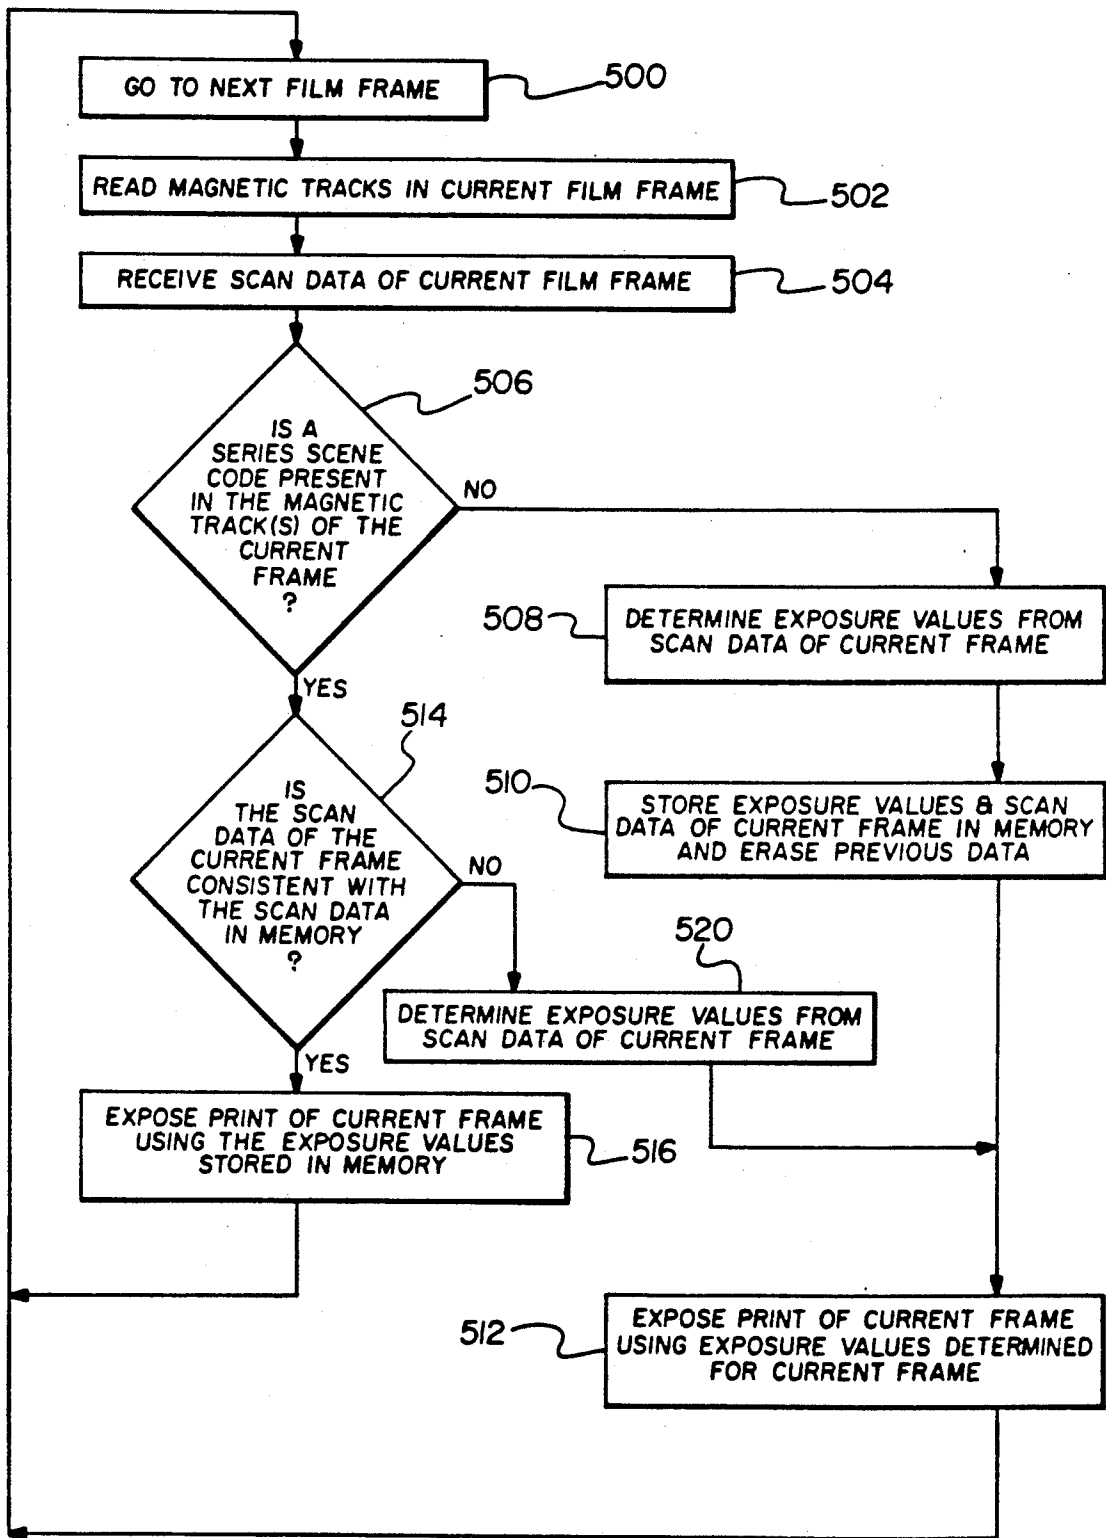 GO TO NEXT FILM FRAME
500
READ MAGNETIC TRACKS IN CURRENT FILM FRAME
502
RECEIVE SCAN DATA OF CURRENT FILM FRAME
504
506
IS A
SERIES SCENE
CODE PRESENT
IN THE MAGNETIC
TRACK(S) OF THE
CURRENT
FRAME
?
NO
YES
508
DETERMINE EXPOSURE VALUES FROM
SCAN DATA OF CURRENT FRAME
510
STORE EXPOSURE VALUES & SCAN
DATA OF CURRENT FRAME IN MEMORY
AND ERASE PREVIOUS DATA
514
IS
THE SCAN
DATA OF THE
CURRENT FRAME
CONSISTENT WITH
THE SCAN DATA
IN MEMORY
?
NO
YES
520
DETERMINE EXPOSURE VALUES FROM
SCAN DATA OF CURRENT FRAME
EXPOSE PRINT OF CURRENT FRAME
USING THE EXPOSURE VALUES
STORED IN MEMORY
516
512
EXPOSE PRINT OF CURRENT FRAME
USING EXPOSURE VALUES DETERMINED
FOR CURRENT FRAME